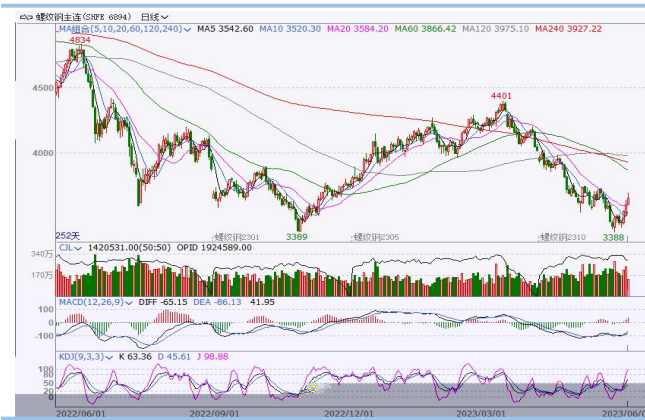 螺纹钢主连(SHFE 6894) 日线
MA组合(5,10,20,60,120,240) MA5 3542.60 MA10 3520.30 MA20 3584.20 MA60 3866.42 MA120 3975.10 MA240 3927.22
4834
4500
4401
4000
252天 螺纹钢2301 3389 螺纹钢2305 螺纹钢2310 3388
CJL 1420531.00(50:50) OPID 1924589.00
340万
170万
MACD(12,26,9) DIFF -65.15 DEA -86.13 41.95
100
0
-100
KDJ(9,3,3) K 63.36 D 45.61 J 98.88
100
80
50
20
0
2022/06/01 2022/09/01 2022/12/01 2023/03/01 2023/06/0